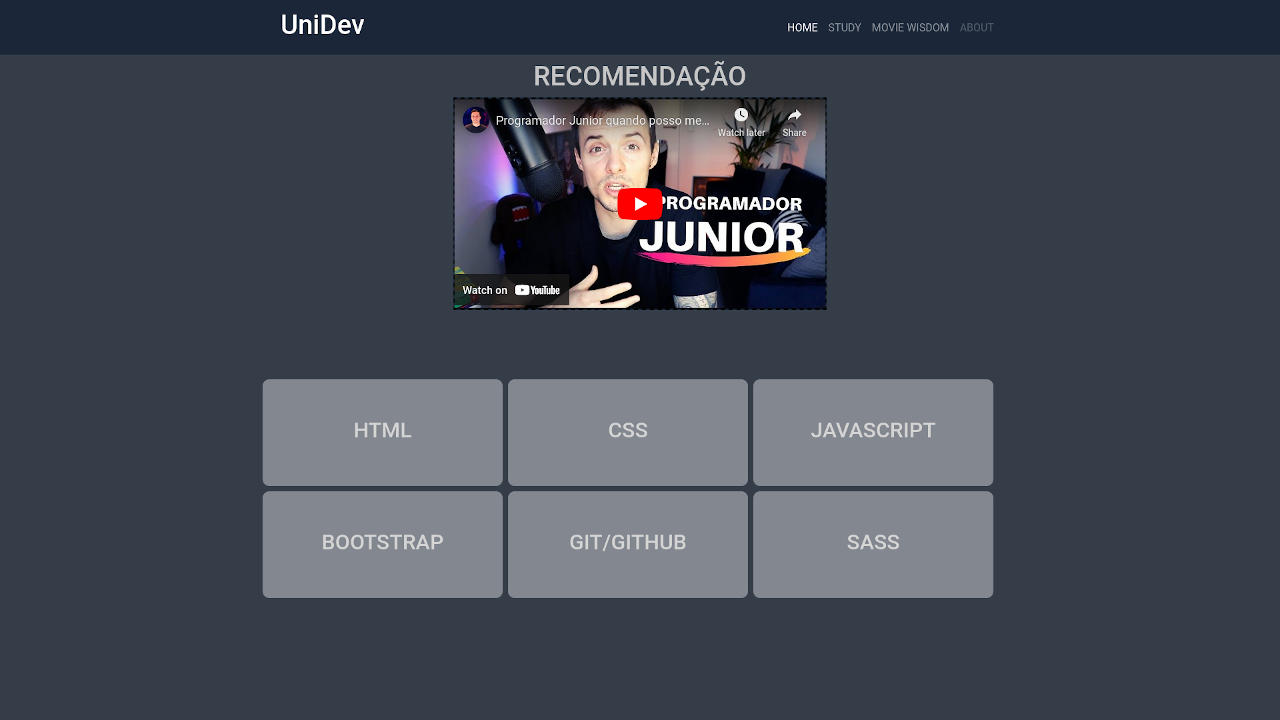 UniDev
HOME STUDY MOVIE WISDOM ABOUT
RECOMENDAÇÃO
Programador Junior quando posso me...
Watch later
Share
PROGRAMADOR
JUNIOR
Watch on YouTube
HTML
CSS
JAVASCRIPT
BOOTSTRAP
GIT/GITHUB
SASS